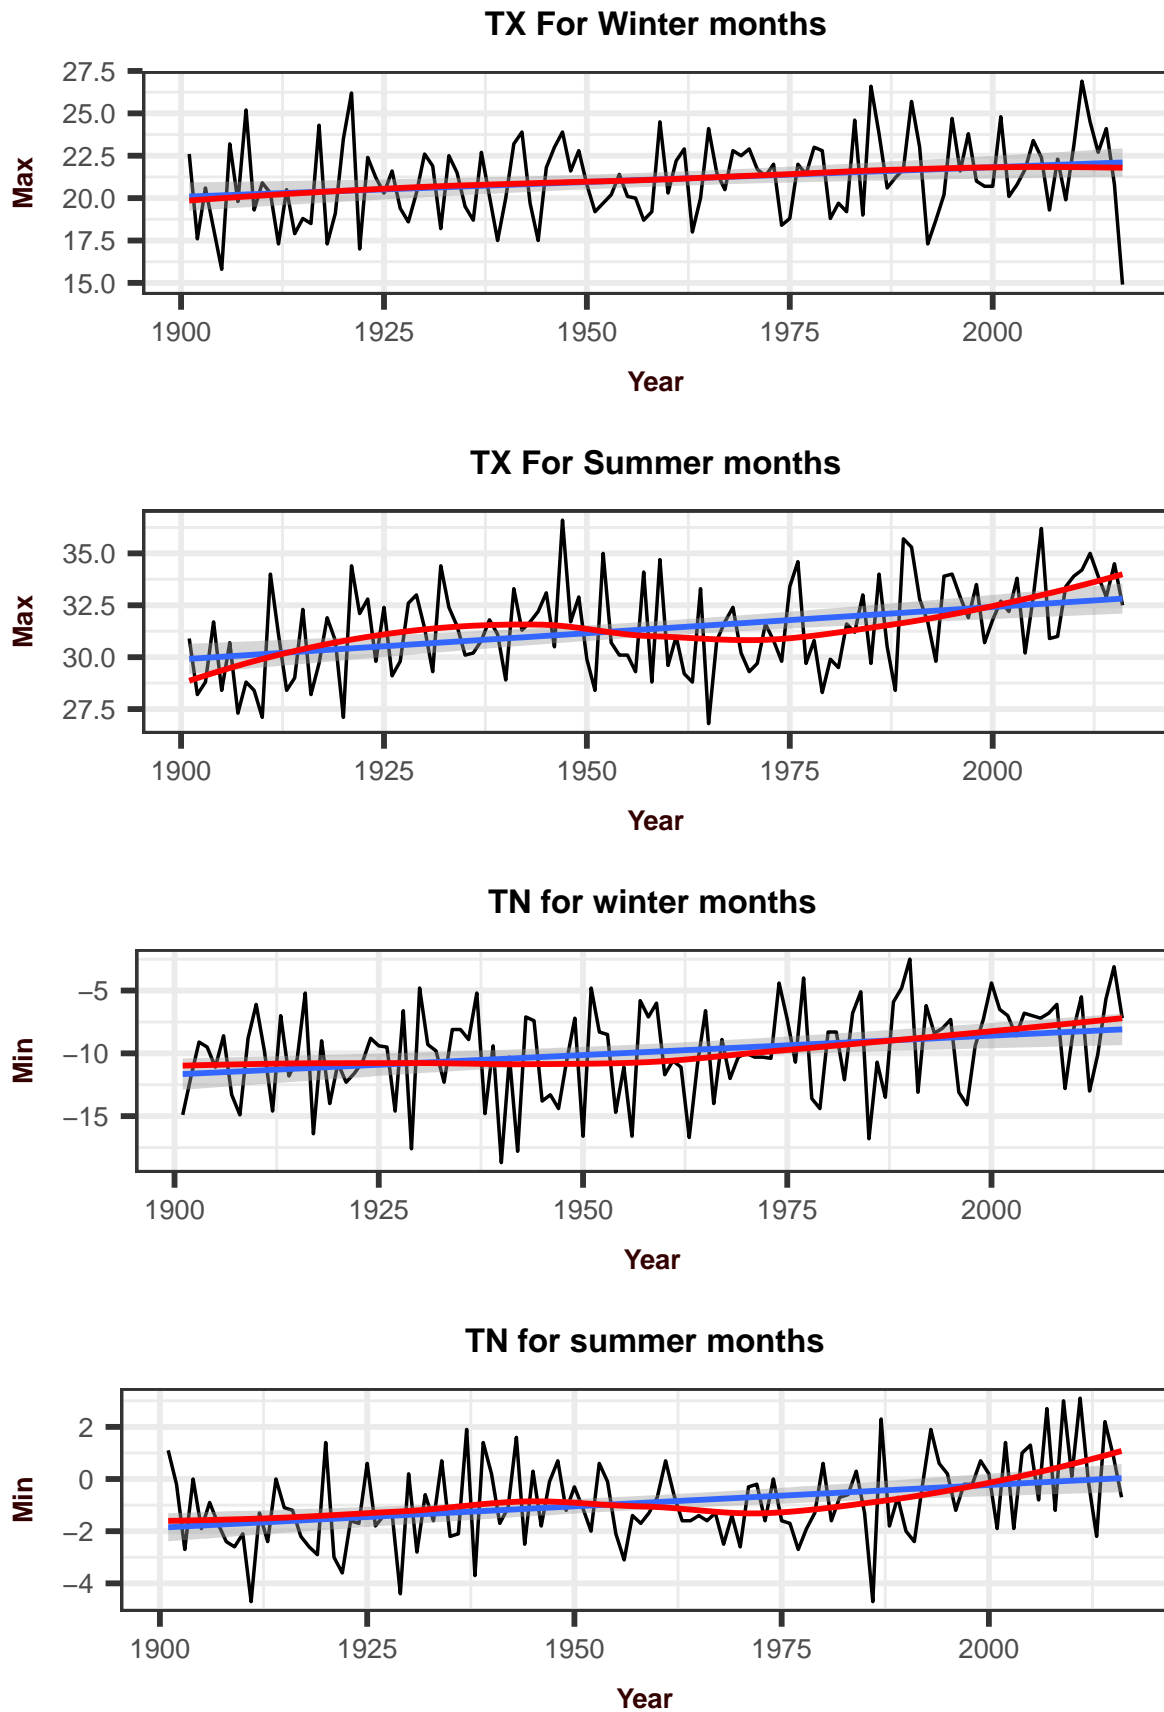 TX For Winter months
27.5
25.0
22.5
20.0
17.5
15.0
Max
1900 1925 1950 1975 2000
Year
TX For Summer months
35.0
32.5
30.0
27.5
Max
1900 1925 1950 1975 2000
Year
TN for winter months
−5
−10
−15
Min
1900 1925 1950 1975 2000
Year
TN for summer months
2
0
−2
−4
Min
1900 1925 1950 1975 2000
Year